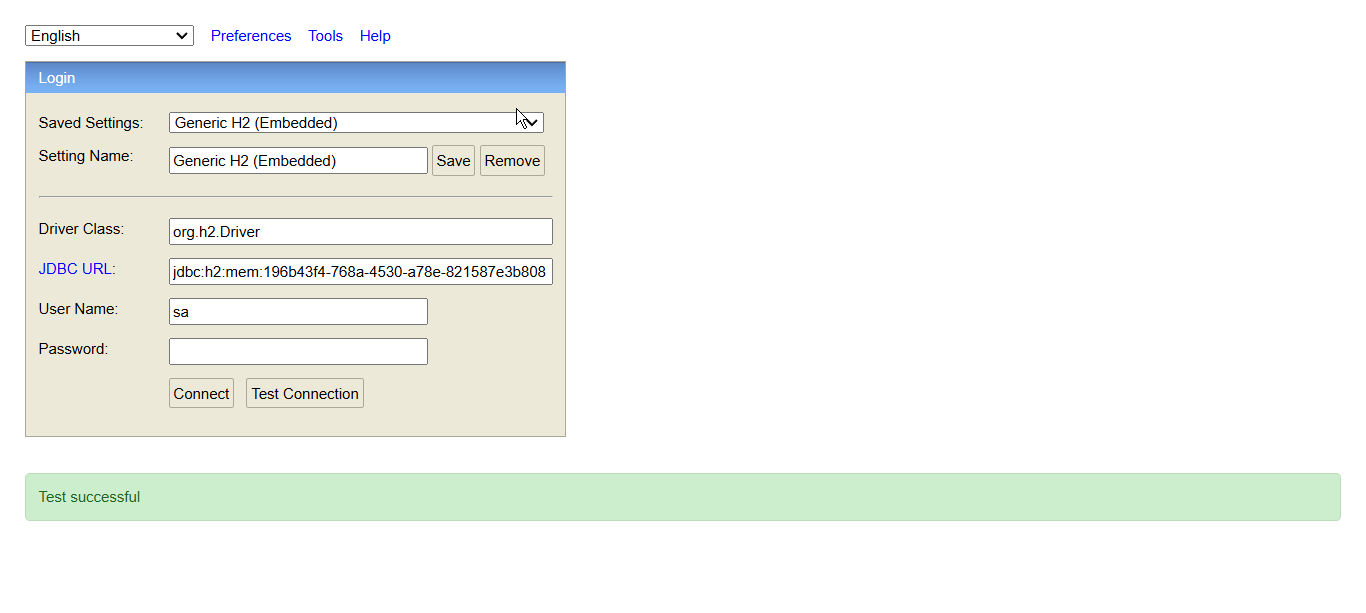 English Preferences Tools Help
Login
Saved Settings: Generic H2 (Embedded)
Setting Name: Generic H2 (Embedded) Save Remove
Driver Class: org.h2.Driver
JDBC URL: jdbc:h2:mem:196b43f4-768a-4530-a78e-821587e3b808
User Name: sa
Password:
Connect Test Connection
Test successful